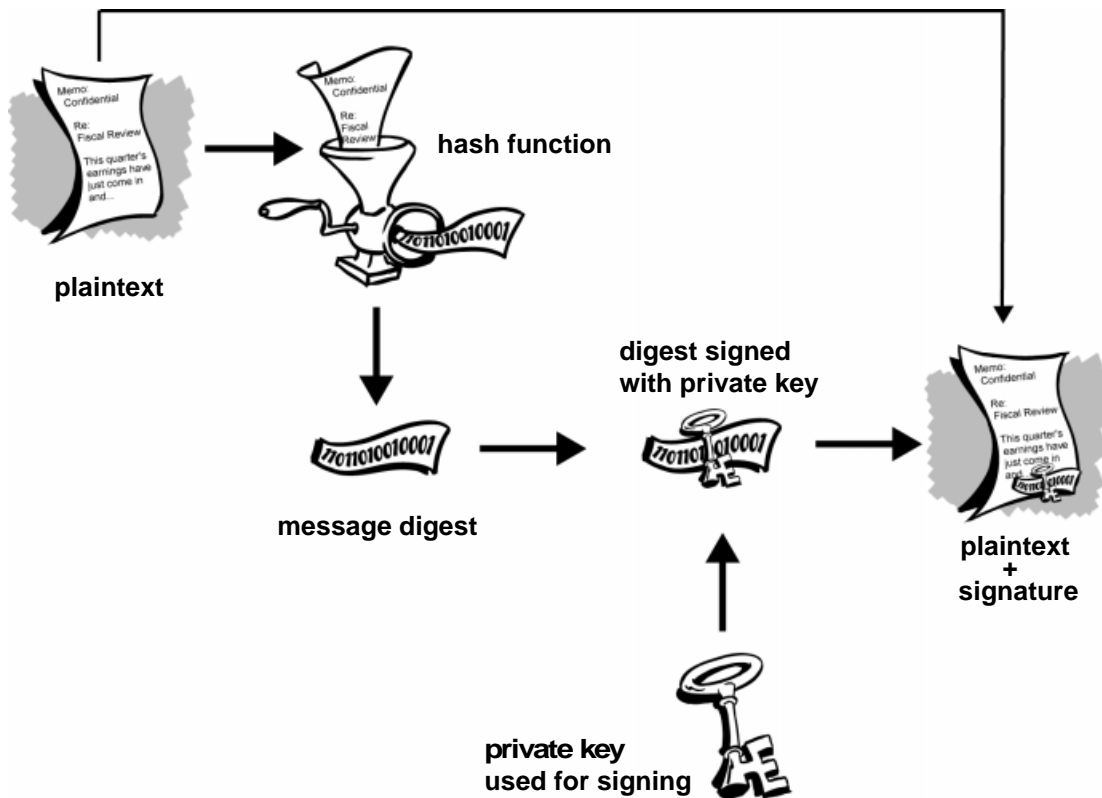 Memo:
Confidential
Re:
Fiscal Review
This quarter's
earnings have
just come in
and...
plaintext
Memo:
Confidential
Re:
Fiscal
Review
hash function
11011010010001
message digest
11011010010001
digest signed
with private key
110110 010001
private key
used for signing
Memo:
Confidential
Re:
Fiscal Review
This quarter's
earnings have
just come in
and
plaintext
+
signature